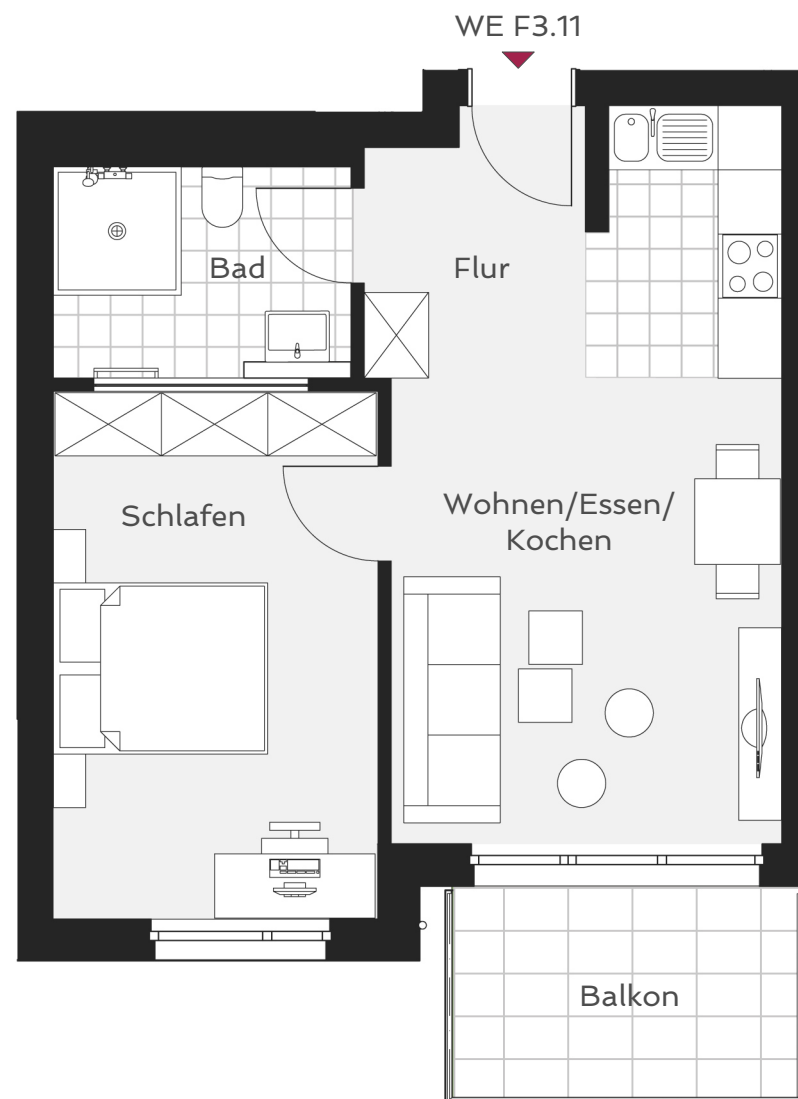 WE F3.11
Bad
Flur
Schlafen
Wohnen/Essen/
Kochen
Balkon